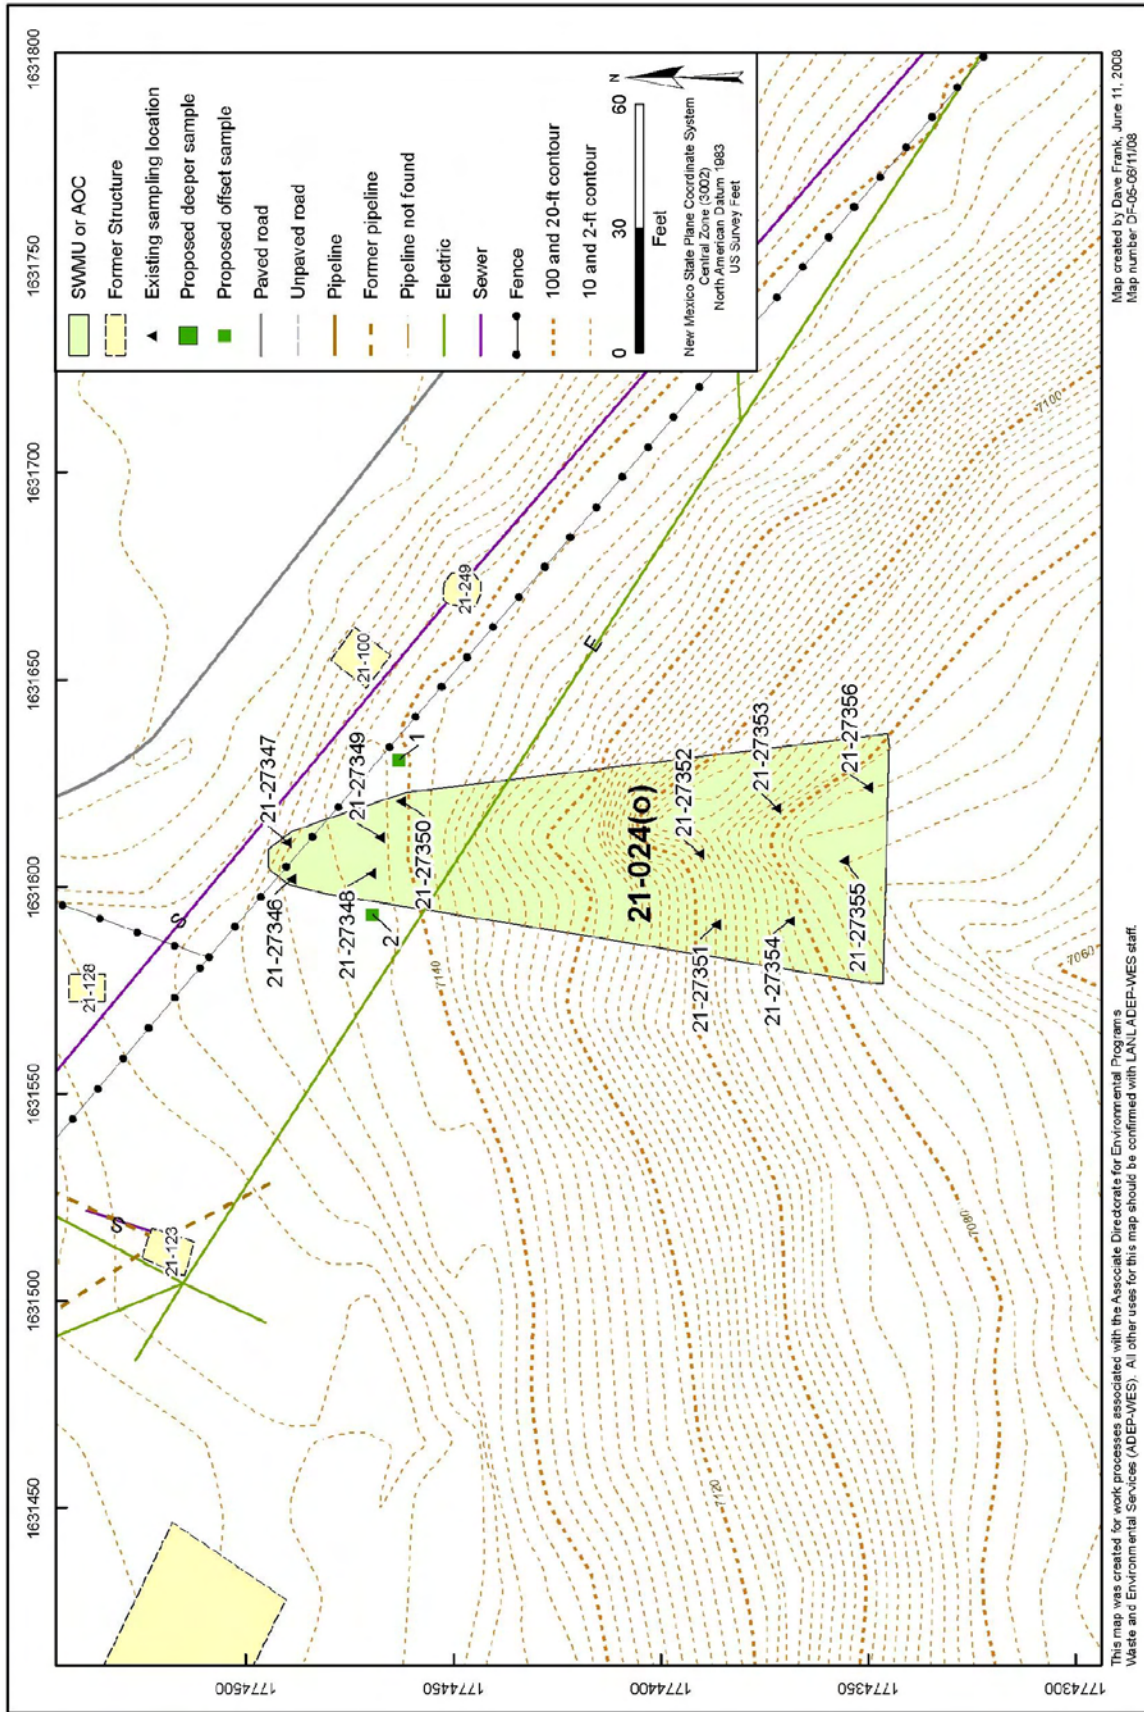 1631450
1631500
1631550
1631600
1631650
1631700
1631750
1631800
1774500
1774450
1774400
1774350
1774300
21-123
S
21-128
S
21-100
21-249
21-27346
21-27347
21-27348
21-27349
21-27350
2
1
E
21-024(o)
21-27351
21-27352
21-27353
21-27354
21-27355
21-27356
7140
7120
7100
7080
7060
SWMU or AOC
Former Structure
Existing sampling location
Proposed deeper sample
Proposed offset sample
Paved road
Unpaved road
Pipeline
Former pipeline
Pipeline not found
Electric
Sewer
Fence
100 and 20-ft contour
10 and 2-ft contour
0 30 60
Feet
N
New Mexico State Plane Coordinate System
Central Zone (3002)
North American Datum 1983
US Survey Feet
This map was created for work processes associated with the Associate Directorate for Environmental Programs
Waste and Environmental Services (ADEP-WES). All other uses for this map should be confirmed with LANL ADEP-WES staff.
Map created by Dave Frank, June 11, 2008
Map number DF-05-06/11/08